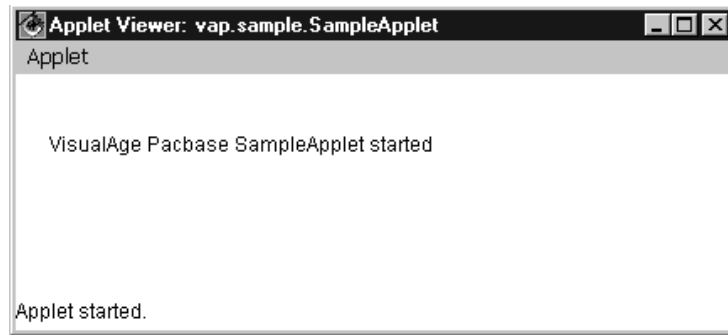 Applet Viewer: vap.sample.SampleApplet
Applet
VisualAge Pacbase SampleApplet started
Applet started.